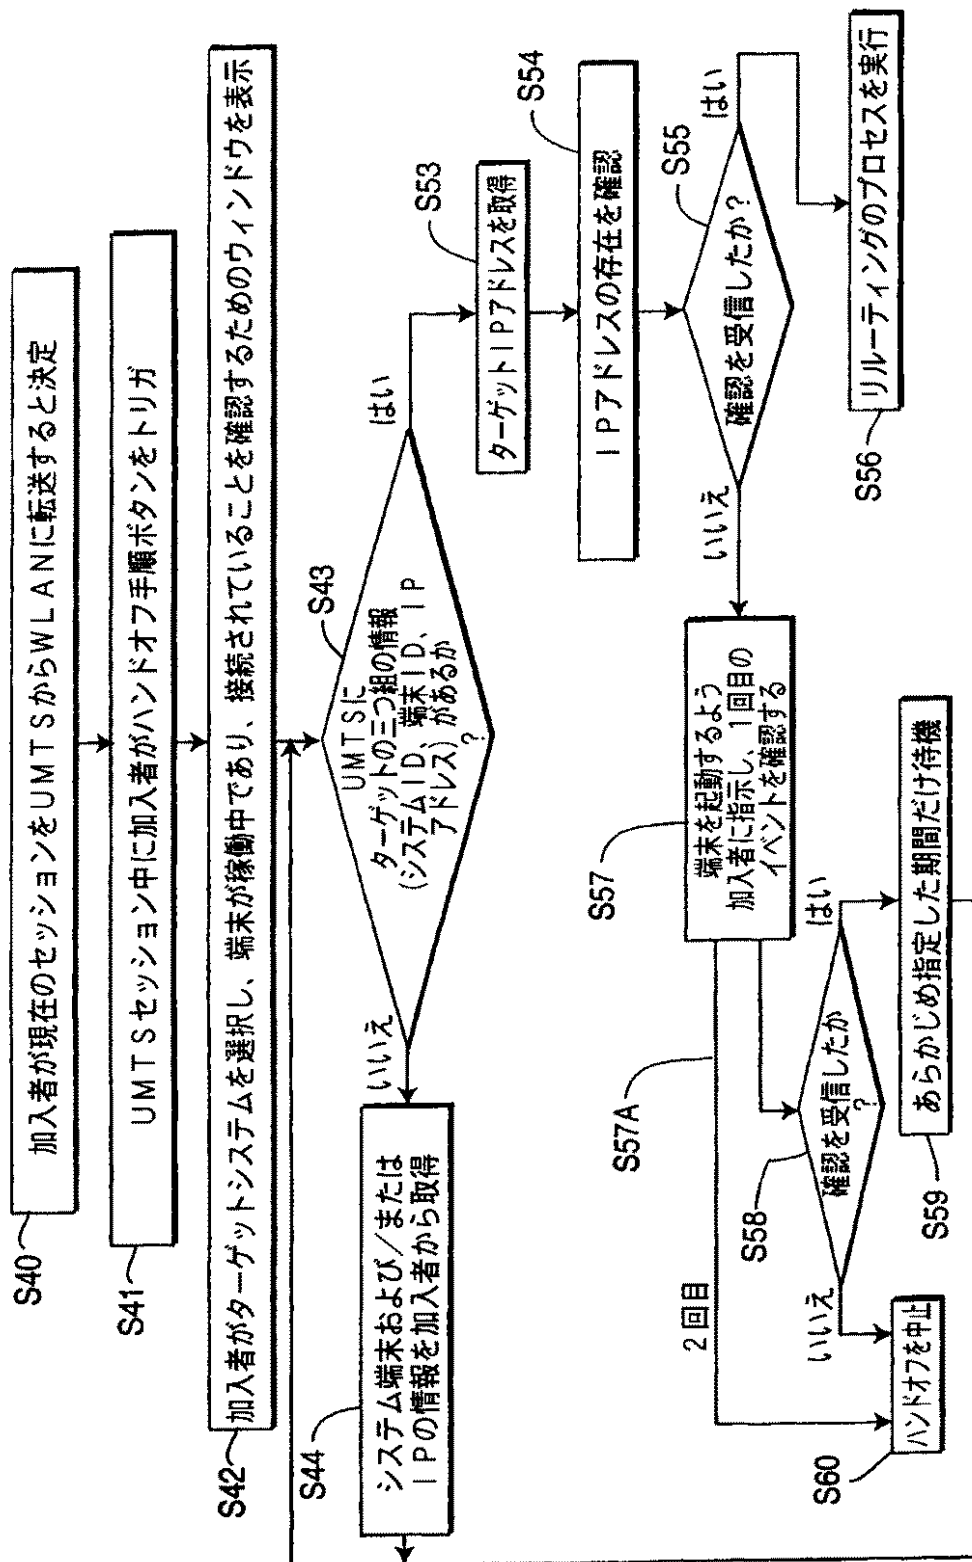 S40
加入者が現在のセッションをUMTSからWLANに転送すると決定
S41
UMTSセッション中に加入者がハンドオフ手順ボタンをトリガ
S42
加入者がターゲットシステムを選択し、端末が稼働中であり、接続されていることを確認するためのウィンドウを表示
S43
UMTSに
ターゲットの三つ組の情報
(システムID、端末ID、IP
アドレス)があるか
?
いいえ
はい
S44
システム端末および/または
IPの情報を加入者から取得
S53
ターゲットIPアドレスを取得
S54
IPアドレスの存在を確認
S55
確認を受信したか?
いいえ
はい
S56
リルーティングのプロセスを実行
S57
端末を起動するよう
加入者に指示し、1回目の
イベントを確認する
S57A
2回目
S58
確認を受信したか
?
いいえ
はい
S59
あらかじめ指定した期間だけ待機
S60
ハンドオフを中止